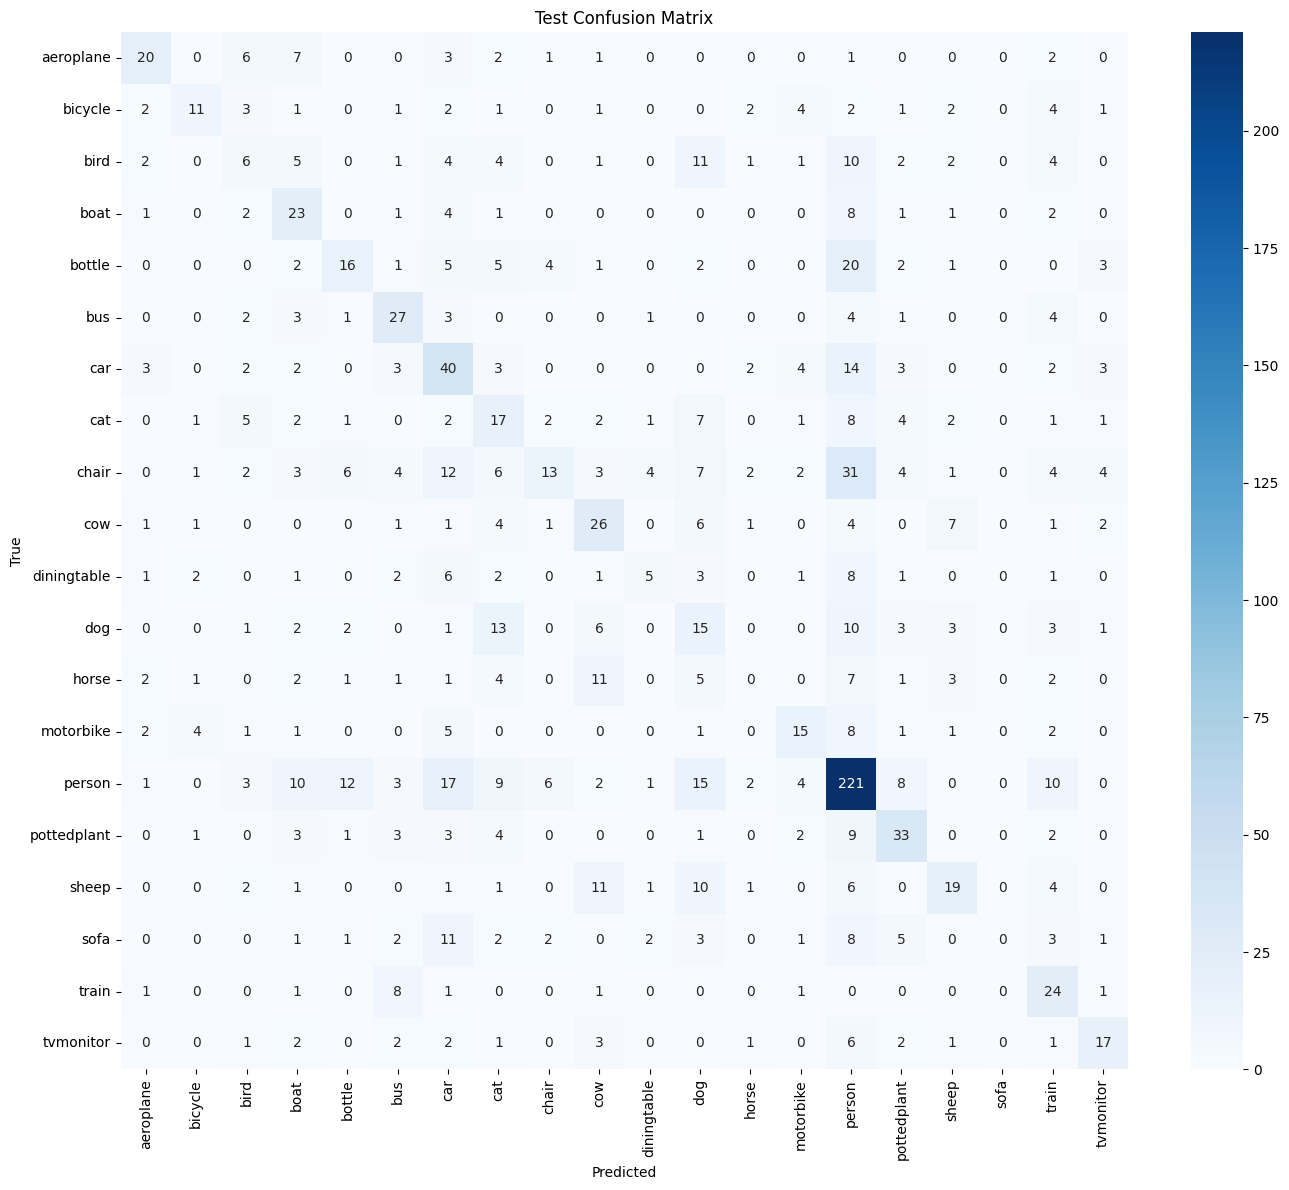 Test Confusion Matrix
aeroplane 20 0 6 7 0 0 3 2 1 1 0 0 0 0 1 0 0 0 2 0
bicycle 2 11 3 1 0 1 2 1 0 1 0 0 2 4 2 1 2 0 4 1
bird 2 0 6 5 0 1 4 4 0 1 0 11 1 1 10 2 2 0 4 0
boat 1 0 2 23 0 1 4 1 0 0 0 0 0 0 8 1 1 0 2 0
bottle 0 0 0 2 16 1 5 5 4 1 0 2 0 0 20 2 1 0 0 3
bus 0 0 2 3 1 27 3 0 0 0 1 0 0 0 4 1 0 0 4 0
car 3 0 2 2 0 3 40 3 0 0 0 0 2 4 14 3 0 0 2 3
cat 0 1 5 2 1 0 2 17 2 2 1 7 0 1 8 4 2 0 1 1
chair 0 1 2 3 6 4 12 6 13 3 4 7 2 2 31 4 1 0 4 4
cow 1 1 0 0 0 1 1 4 1 26 0 6 1 0 4 0 7 0 1 2
diningtable 1 2 0 1 0 2 6 2 0 1 5 3 0 1 8 1 0 0 1 0
dog 0 0 1 2 2 0 1 13 0 6 0 15 0 0 10 3 3 0 3 1
horse 2 1 0 2 1 1 1 4 0 11 0 5 0 0 7 1 3 0 2 0
motorbike 2 4 1 1 0 0 5 0 0 0 0 1 0 15 8 1 1 0 2 0
person 1 0 3 10 12 3 17 9 6 2 1 15 2 4 221 8 0 0 10 0
pottedplant 0 1 0 3 1 3 3 4 0 0 0 1 0 2 9 33 0 0 2 0
sheep 0 0 2 1 0 0 1 1 0 11 1 10 1 0 6 0 19 0 4 0
sofa 0 0 0 1 1 2 11 2 2 0 2 3 0 1 8 5 0 0 3 1
train 1 0 0 1 0 8 1 0 0 1 0 0 0 1 0 0 0 0 24 1
tvmonitor 0 0 1 2 0 2 2 1 0 3 0 0 1 0 6 2 1 0 1 17
True
aeroplane bicycle bird boat bottle bus car cat chair cow diningtable dog horse motorbike person pottedplant sheep sofa train tvmonitor
Predicted
200
175
150
125
100
75
50
25
0